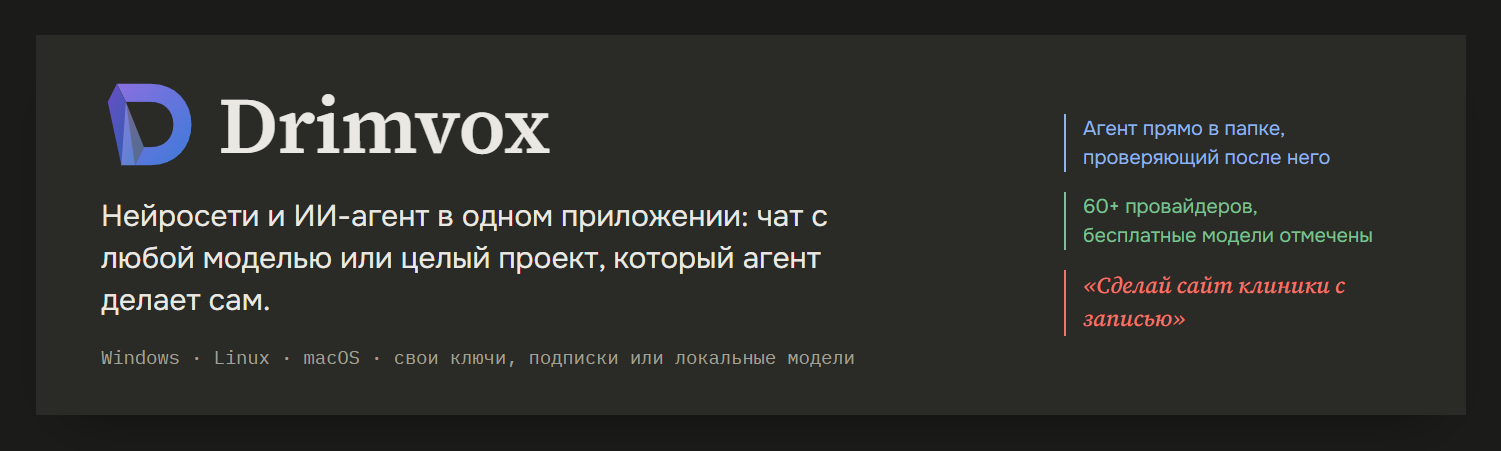 Drimvox
Нейросети и ИИ-агент в одном приложении: чат с
любой моделью или целый проект, который агент
делает сам.
Windows · Linux · macOS · свои ключи, подписки или локальные модели
Агент прямо в папке,
проверяющий после него
60+ провайдеров,
бесплатные модели отмечены
«Сделай сайт клиники с
записью»